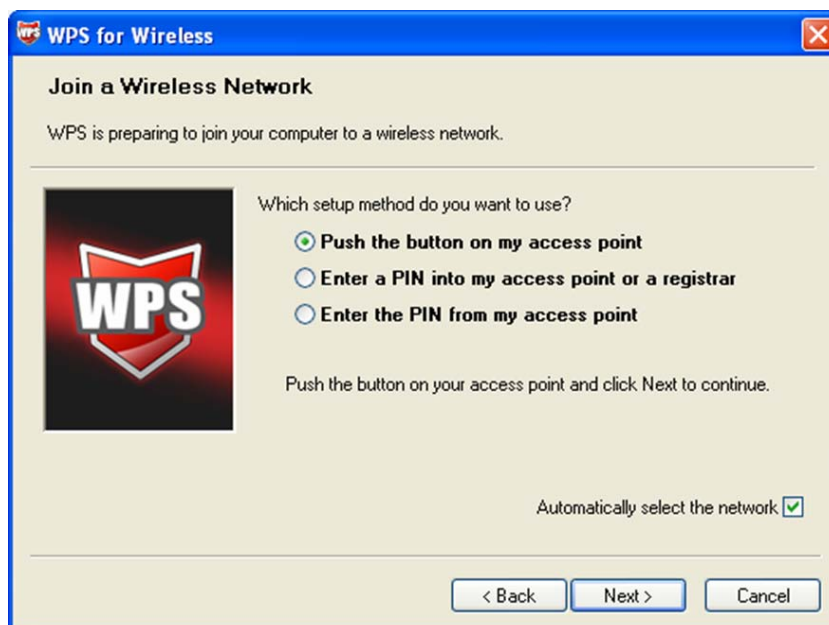 WPS for Wireless
Join a Wireless Network
WPS is preparing to join your computer to a wireless network.
Which setup method do you want to use?
Push the button on my access point
Enter a PIN into my access point or a registrar
Enter the PIN from my access point
WPS
Push the button on your access point and click Next to continue.
Automatically select the network
< Back
Next >
Cancel